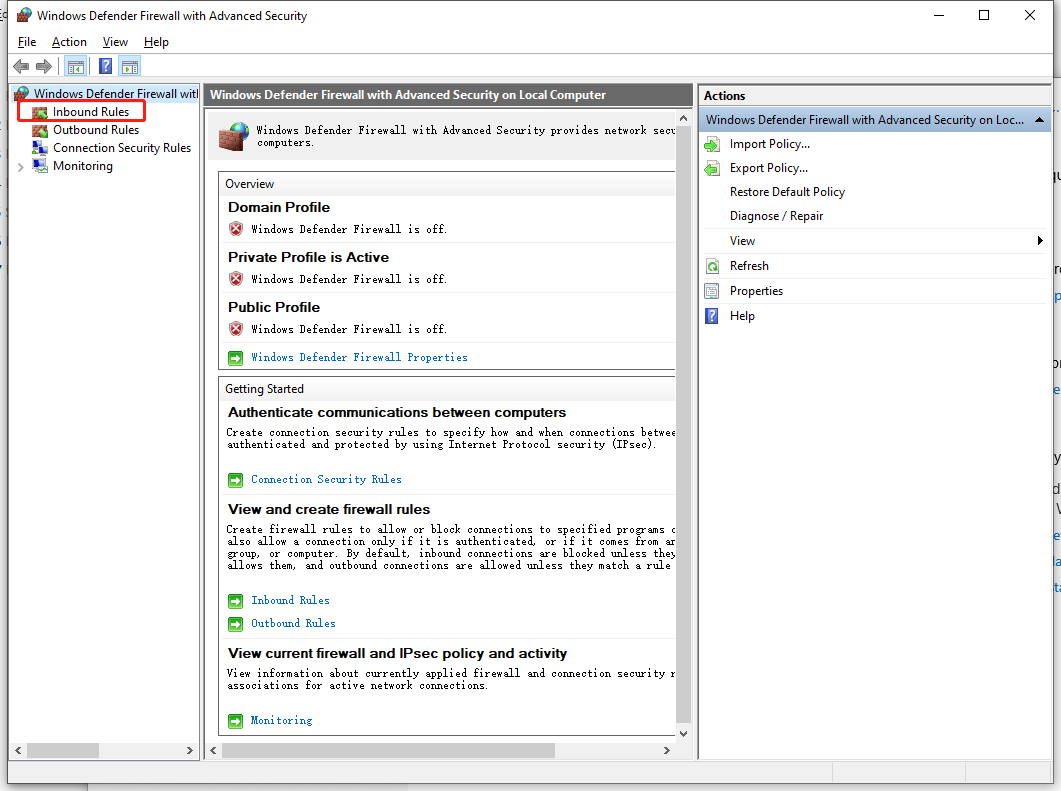 Windows Defender Firewall with Advanced Security
File Action View Help
Windows Defender Firewall wit
Inbound Rules
Outbound Rules
Connection Security Rules
Monitoring
Windows Defender Firewall with Advanced Security on Local Computer
Windows Defender Firewall with Advanced Security provides network secu
computers.
Overview
Domain Profile
Windows Defender Firewall is off.
Private Profile is Active
Windows Defender Firewall is off.
Public Profile
Windows Defender Firewall is off.
Windows Defender Firewall Properties
Getting Started
Authenticate communications between computers
Create connection security rules to specify how and when connections betwee
authenticated and protected by using Internet Protocol security (IPsec).
Connection Security Rules
View and create firewall rules
Create firewall rules to allow or block connections to specified programs o
also allow a connection only if it is authenticated, or if it comes from an
group, or computer. By default, inbound connections are blocked unless they
allows them, and outbound connections are allowed unless they match a rule
Inbound Rules
Outbound Rules
View current firewall and IPsec policy and activity
View information about currently applied firewall and connection security r
associations for active network connections.
Monitoring
Actions
Windows Defender Firewall with Advanced Security on Loc...
Import Policy...
Export Policy...
Restore Default Policy
Diagnose / Repair
View
Refresh
Properties
Help